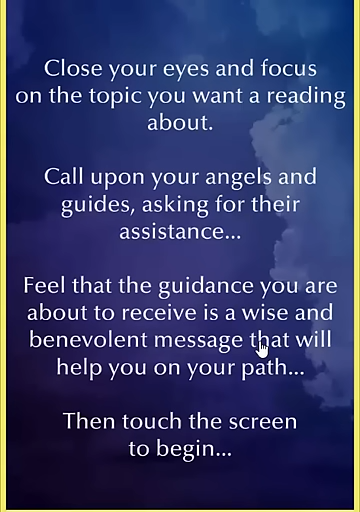 Close your eyes and focus
on the topic you want a reading
about.
Call upon your angels and
guides, asking for their
assistance...
Feel that the guidance you are
about to receive is a wise and
benevolent message that will
help you on your path...
Then touch the screen
to begin...